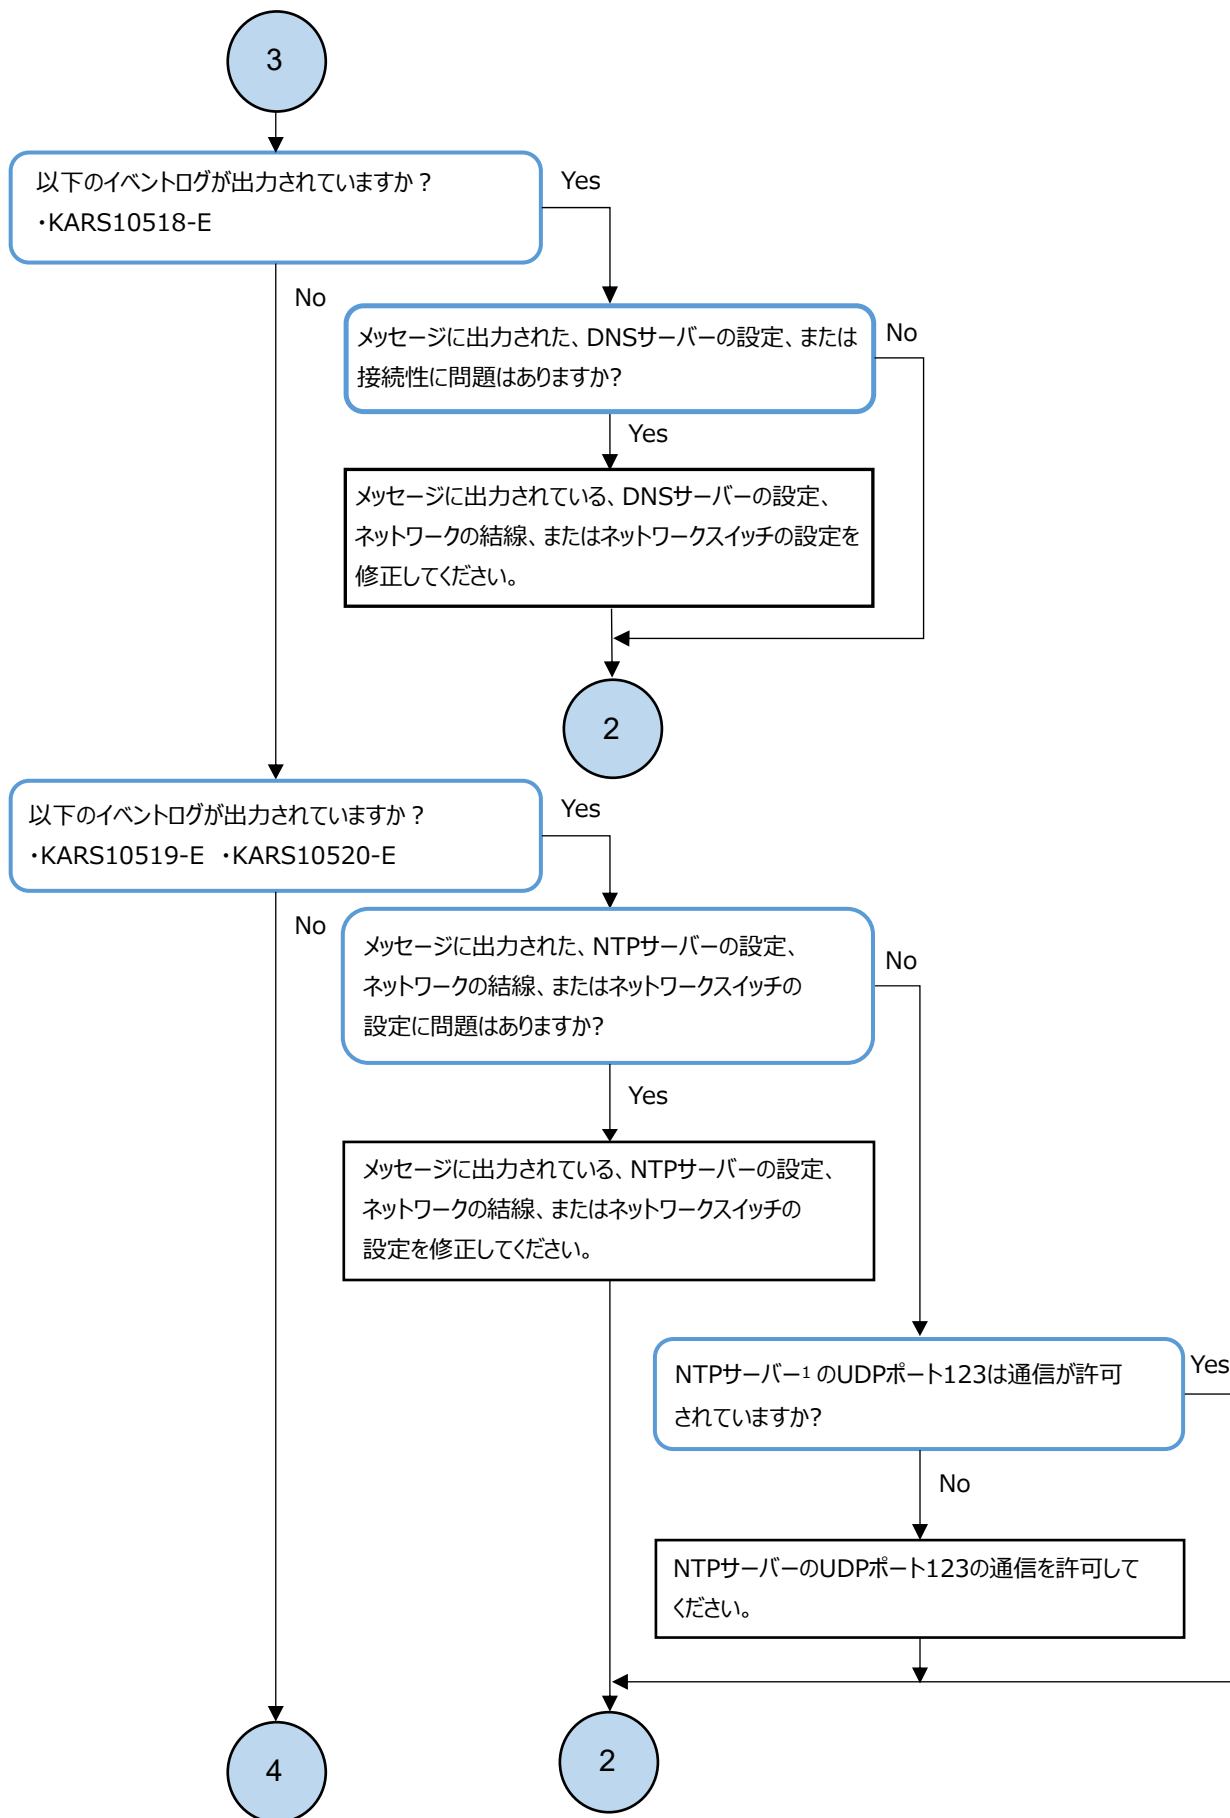 3
以下のイベントログが出力されていますか？
・KARS10518-E
Yes
No
メッセージに出力された、DNSサーバーの設定、または
接続性に問題はありますか?
No
Yes
メッセージに出力されている、DNSサーバーの設定、
ネットワークの結線、またはネットワークスイッチの設定を
修正してください。
2
以下のイベントログが出力されていますか？
・KARS10519-E ・KARS10520-E
Yes
No
メッセージに出力された、NTPサーバーの設定、
ネットワークの結線、またはネットワークスイッチの
設定に問題はありますか?
No
Yes
メッセージに出力されている、NTPサーバーの設定、
ネットワークの結線、またはネットワークスイッチの
設定を修正してください。
NTPサーバー1 のUDPポート123は通信が許可
されていますか?
Yes
No
NTPサーバーのUDPポート123の通信を許可して
ください。
4
2